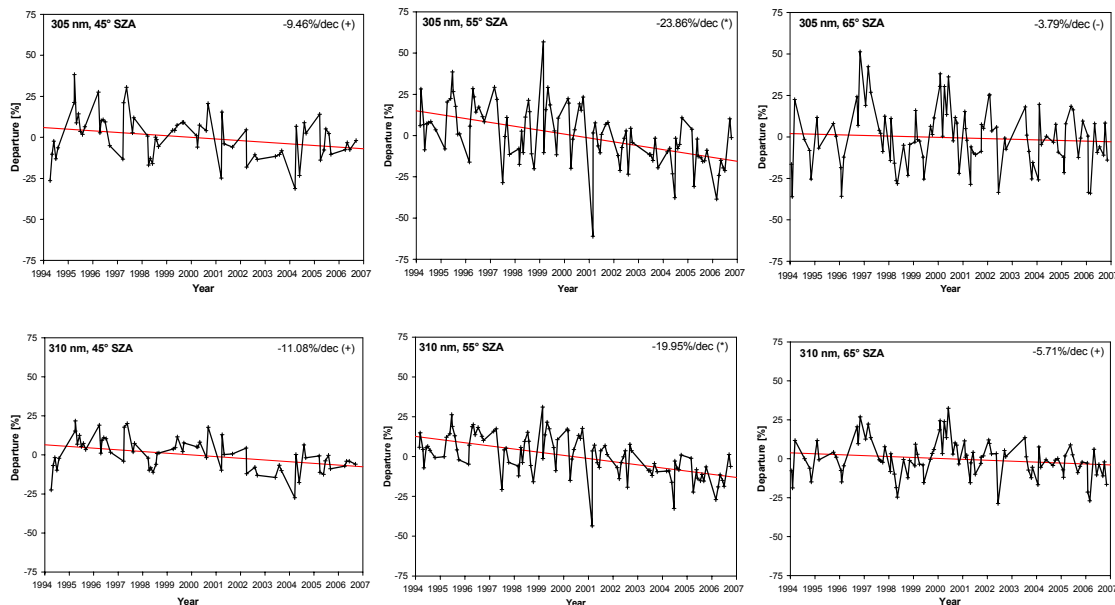 305 nm, 45° SZA -9.46%/dec (+)
Departure [%]
75
50
25
0
-25
-50
-75
1994 1995 1996 1997 1998 1999 2000 2001 2002 2003 2004 2005 2006 2007
Year
305 nm, 55° SZA -23.86%/dec (*)
Departure [%]
75
50
25
0
-25
-50
-75
1994 1995 1996 1997 1998 1999 2000 2001 2002 2003 2004 2005 2006 2007
Year
305 nm, 65° SZA -3.79%/dec (-)
Departure [%]
75
50
25
0
-25
-50
-75
1994 1995 1996 1997 1998 1999 2000 2001 2002 2003 2004 2005 2006 2007
Year
310 nm, 45° SZA -11.08%/dec (+)
Departure [%]
75
50
25
0
-25
-50
-75
1994 1995 1996 1997 1998 1999 2000 2001 2002 2003 2004 2005 2006 2007
Year
310 nm, 55° SZA -19.95%/dec (*)
Departure [%]
75
50
25
0
-25
-50
-75
1994 1995 1996 1997 1998 1999 2000 2001 2002 2003 2004 2005 2006 2007
Year
310 nm, 65° SZA -5.71%/dec (+)
Departure [%]
75
50
25
0
-25
-50
-75
1994 1995 1996 1997 1998 1999 2000 2001 2002 2003 2004 2005 2006 2007
Year